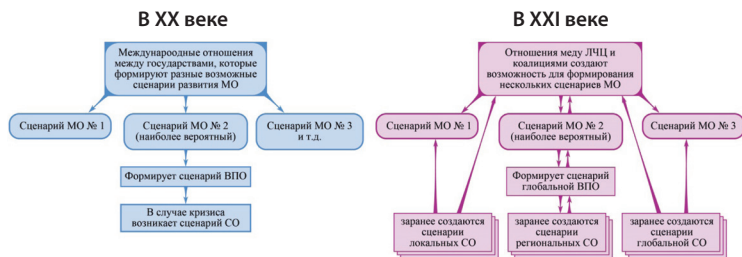 В XX веке
Международные отношения
между государствами, которые
формируют разные возможные
сценарии развития МО
Сценарий МО № 1
Сценарий МО № 2
(наиболее вероятный)
Сценарий МО № 3
и т.д.
Формирует сценарий ВПО
В случае кризиса
возникает сценарий СО
В XXI веке
Отношения меду ЛЧЦ и
коалициями создают
возможность для формирования
нескольких сценариев МО
Сценарий МО № 1
Сценарий МО № 2
(наиболее вероятный)
Сценарий МО № 3
Формирует сценарий
глобальной ВПО
заранее создаются
сценарии
локальных СО
заранее создаются
сценарии
региональных СО
заранее создаются
сценарии
глобальной СО